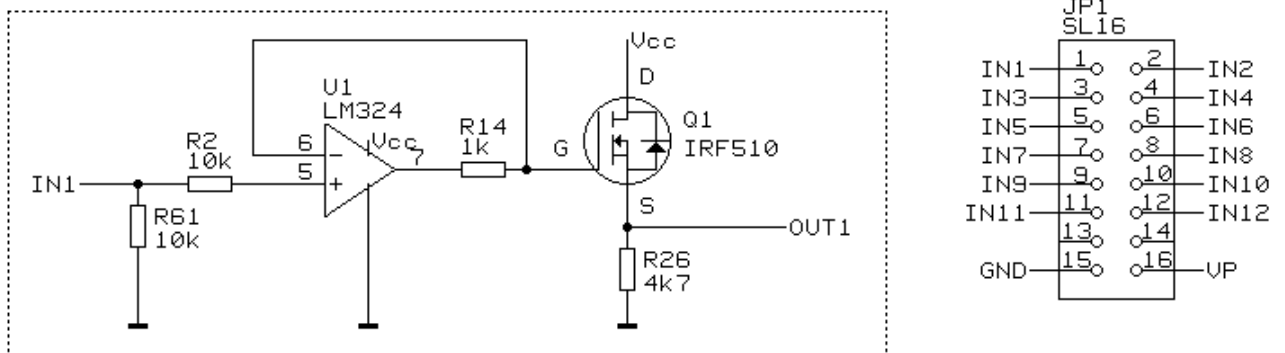 U1
LM324
Vcc
6
−
5
+
7
R2
10k
IN1
R61
10k
R14
1k
Vcc
D
G
S
Q1
IRF510
OUT1
R26
4k7
JP1
SL16
IN1 1 2 IN2
IN3 3 4 IN4
IN5 5 6 IN6
IN7 7 8 IN8
IN9 9 10 IN10
IN11 11 12 IN12
13 14
GND 15 16 VP